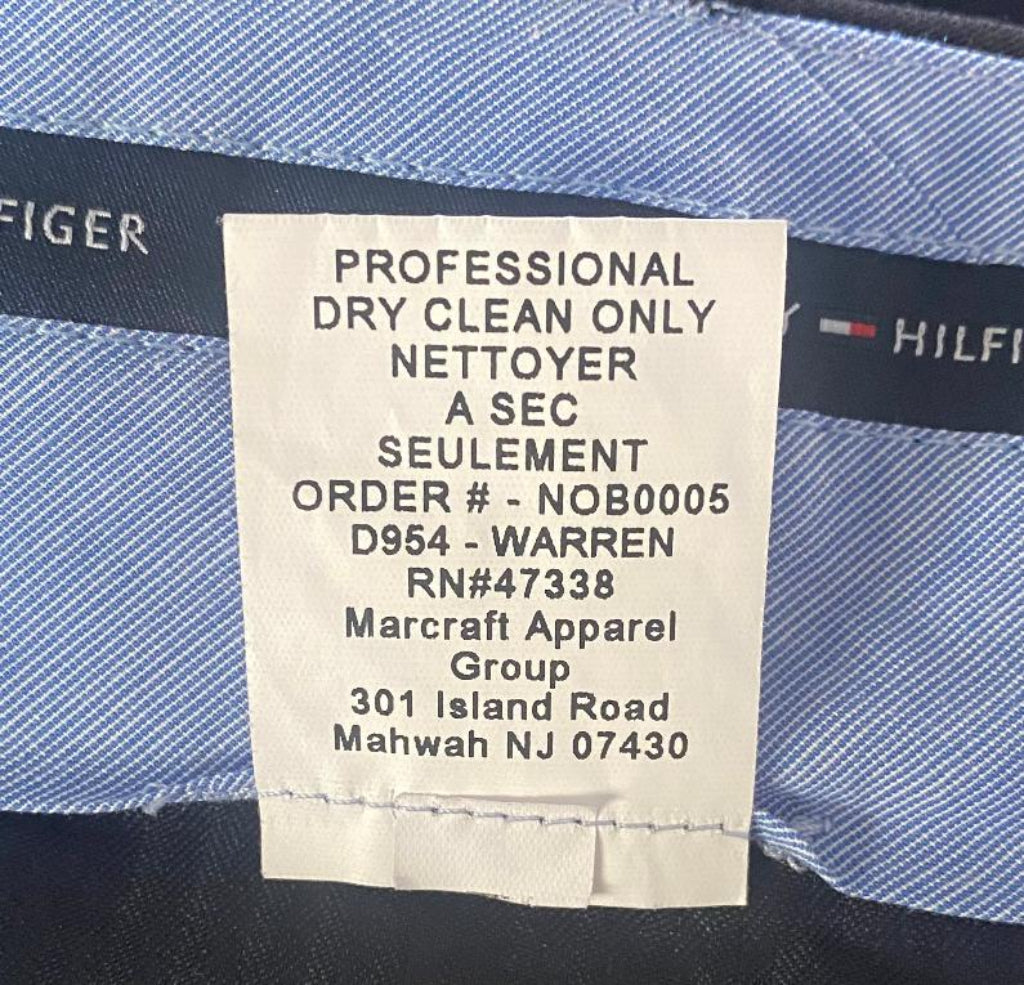 FIGER
HILFI
PROFESSIONAL
DRY CLEAN ONLY
NETTOYER
A SEC
SEULEMENT
ORDER # - NOB0005
D954 - WARREN
RN#47338
Marcraft Apparel
Group
301 Island Road
Mahwah NJ 07430